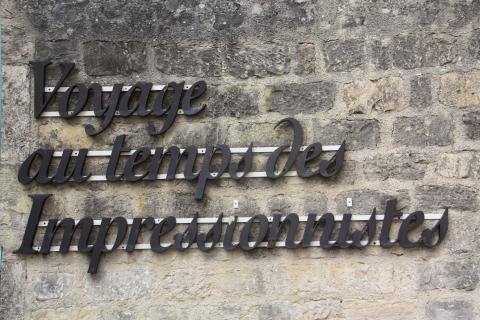 Voyage
au temps des
Impressionnistes